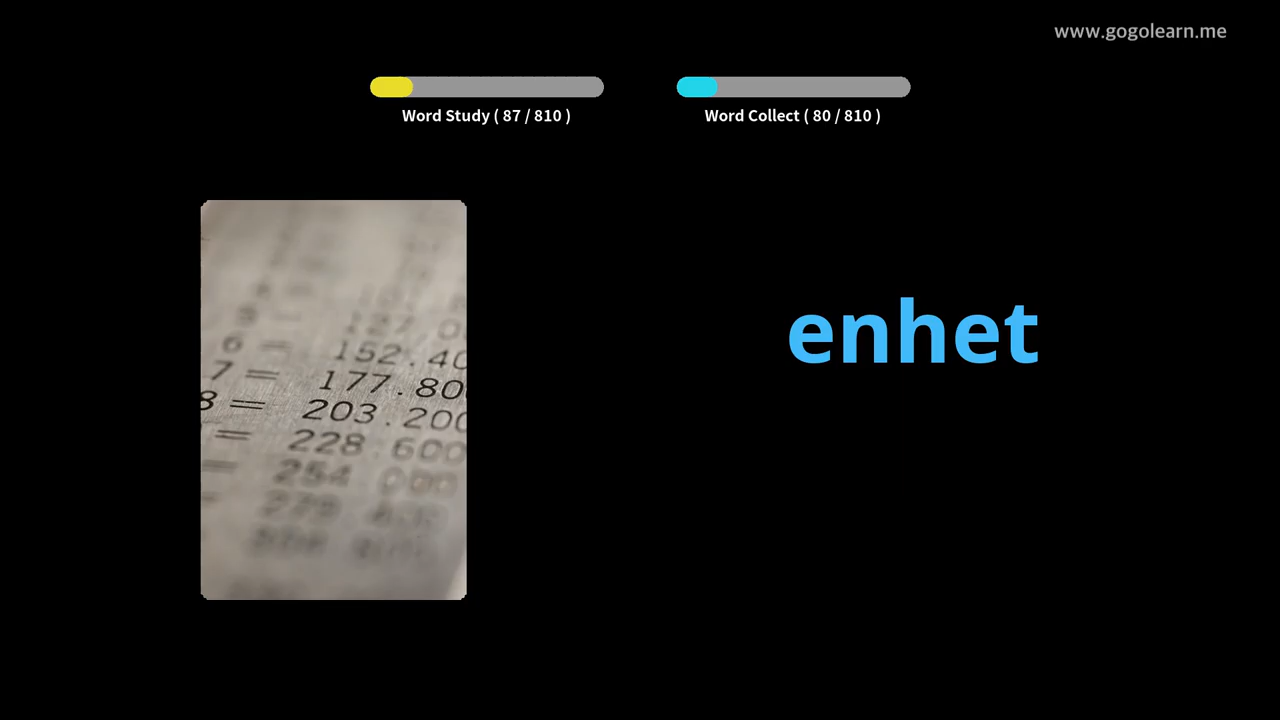 www.gogolearn.me
Word Study ( 87 / 810 )
Word Collect ( 80 / 810 )
enhet
6 =
152.40
7 =
177.80
8 =
203.200
=
228.600
=
254